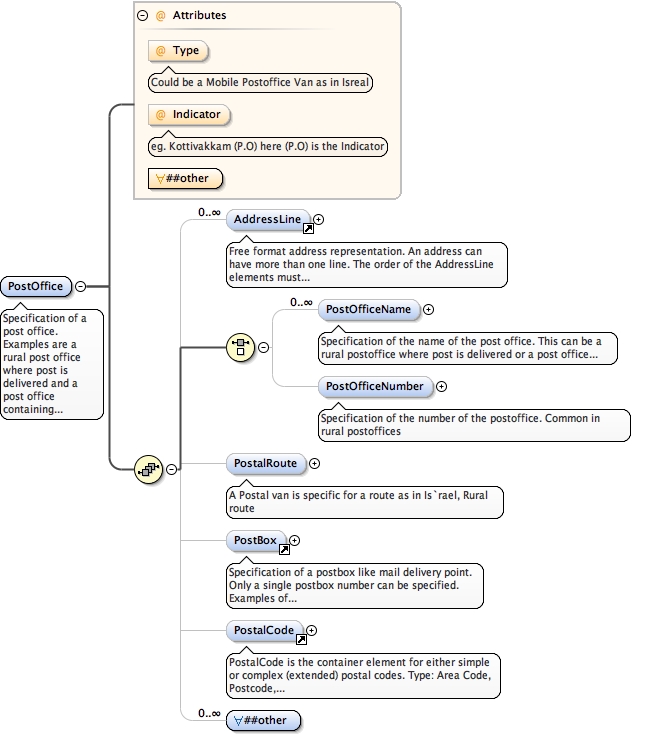 Attributes
@ Type
Could be a Mobile Postoffice Van as in Isreal
@ Indicator
eg. Kottivakkam (P.O) here (P.O) is the Indicator
∀##other
PostOffice
Specification of a
post office.
Examples are a
rural post office
where post is
delivered and a
post office
containing...
0..∞
AddressLine
Free format address representation. An address can
have more than one line. The order of the AddressLine
elements must...
0..∞
PostOfficeName
Specification of the name of the post office. This can be a
rural postoffice where post is delivered or a post office...
PostOfficeNumber
Specification of the number of the postoffice. Common in
rural postoffices
PostalRoute
A Postal van is specific for a route as in Is`rael, Rural
route
PostBox
Specification of a postbox like mail delivery point.
Only a single postbox number can be specified.
Examples of...
PostalCode
PostalCode is the container element for either simple
or complex (extended) postal codes. Type: Area Code,
Postcode,...
0..∞
∀##other